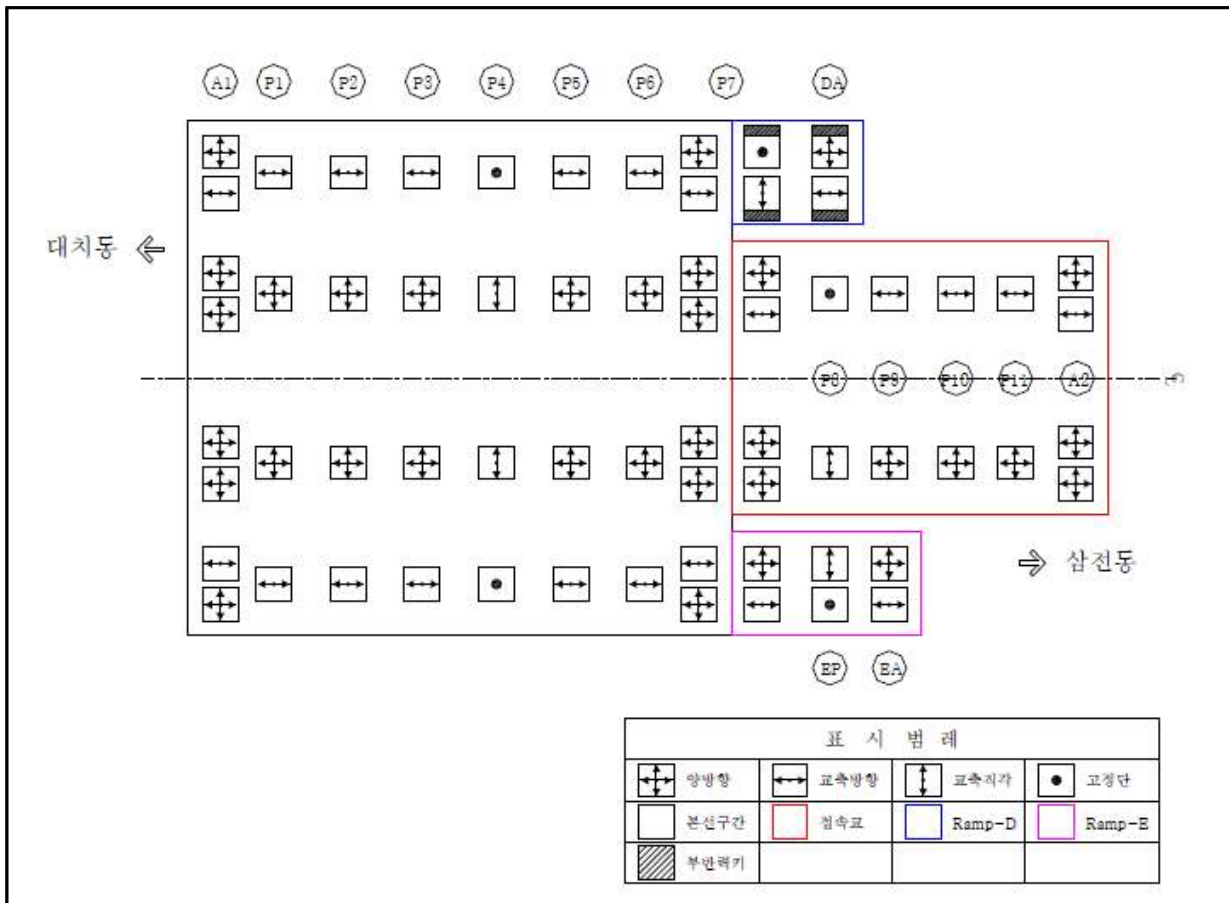 A1 P1 P2 P3 P4 P5 P6 P7 DA
대치동
P8 P9 P10 P11 A2
삼전동
EP EA
표 시 범 례
양방향 교축방향 교축직각 고정단
본선구간 접속교 Ramp-D Ramp-E
부반력키